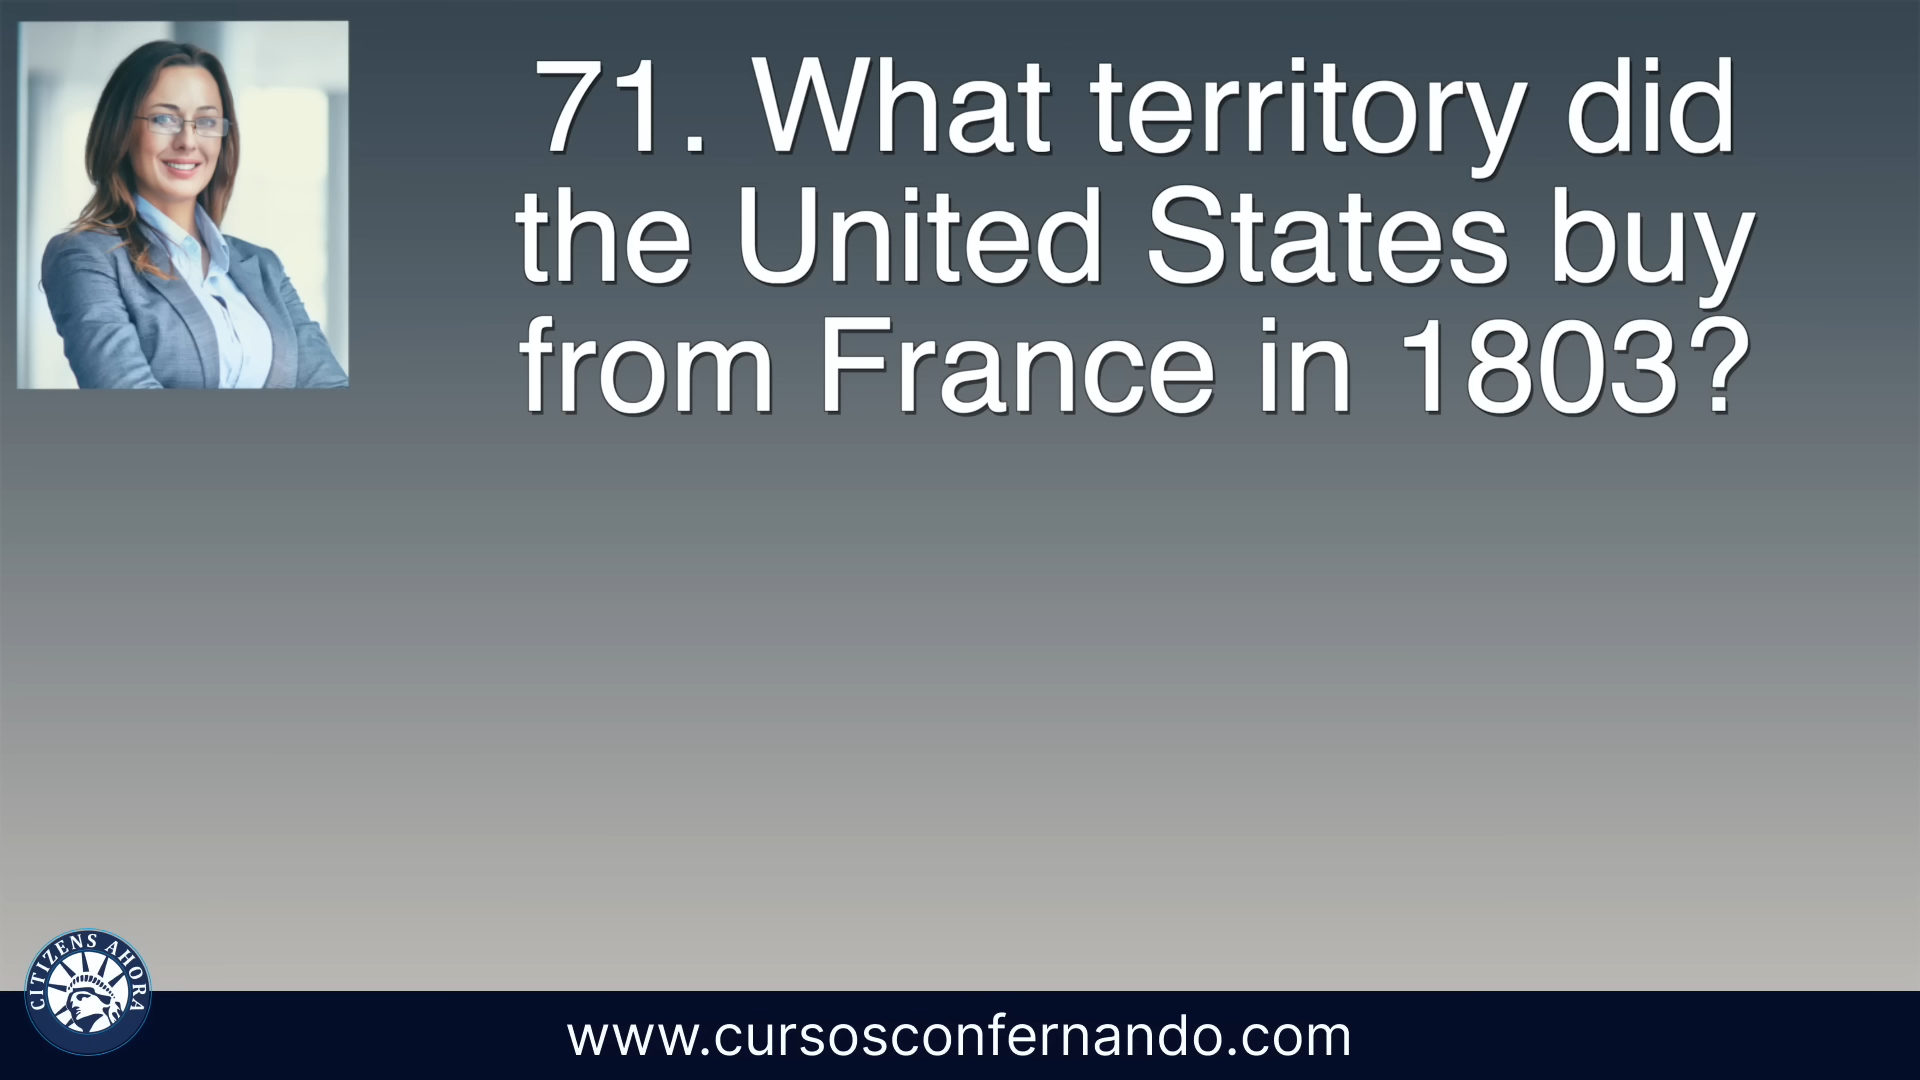 71. What territory did
the United States buy
from France in 1803?
CITIZENS AHORA
www.cursosconfernando.com